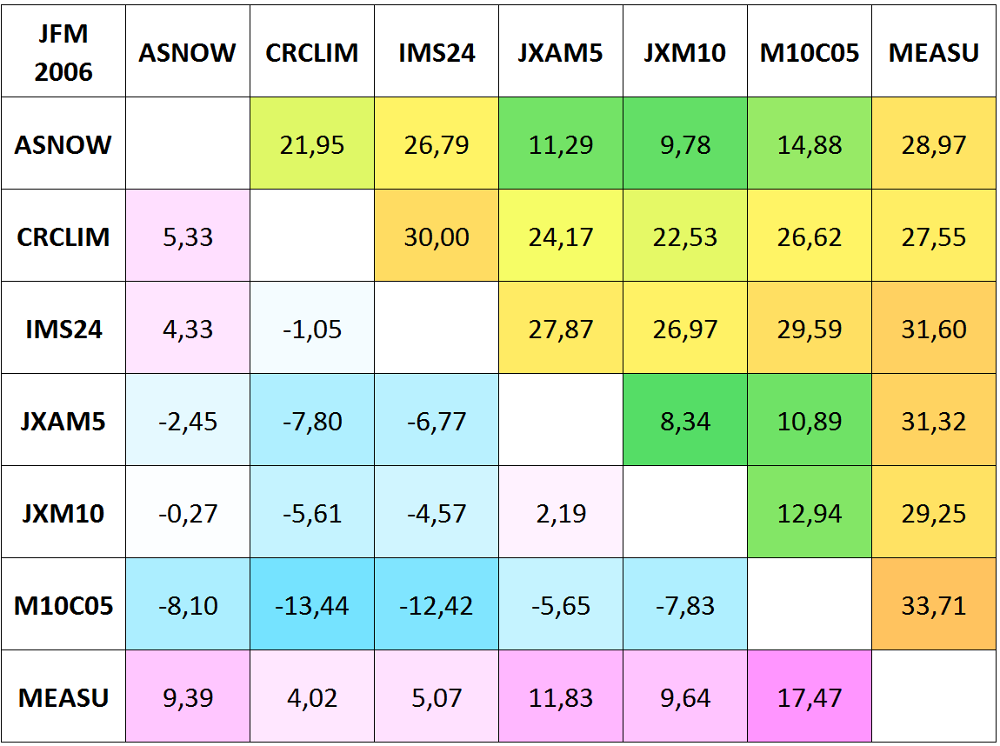 JFM 2006 ASNOW CRCLIM IMS24 JXAM5 JXM10 M10C05 MEASU
ASNOW 21,95 26,79 11,29 9,78 14,88 28,97
CRCLIM 5,33 30,00 24,17 22,53 26,62 27,55
IMS24 4,33 -1,05 27,87 26,97 29,59 31,60
JXAM5 -2,45 -7,80 -6,77 8,34 10,89 31,32
JXM10 -0,27 -5,61 -4,57 2,19 12,94 29,25
M10C05 -8,10 -13,44 -12,42 -5,65 -7,83 33,71
MEASU 9,39 4,02 5,07 11,83 9,64 17,47